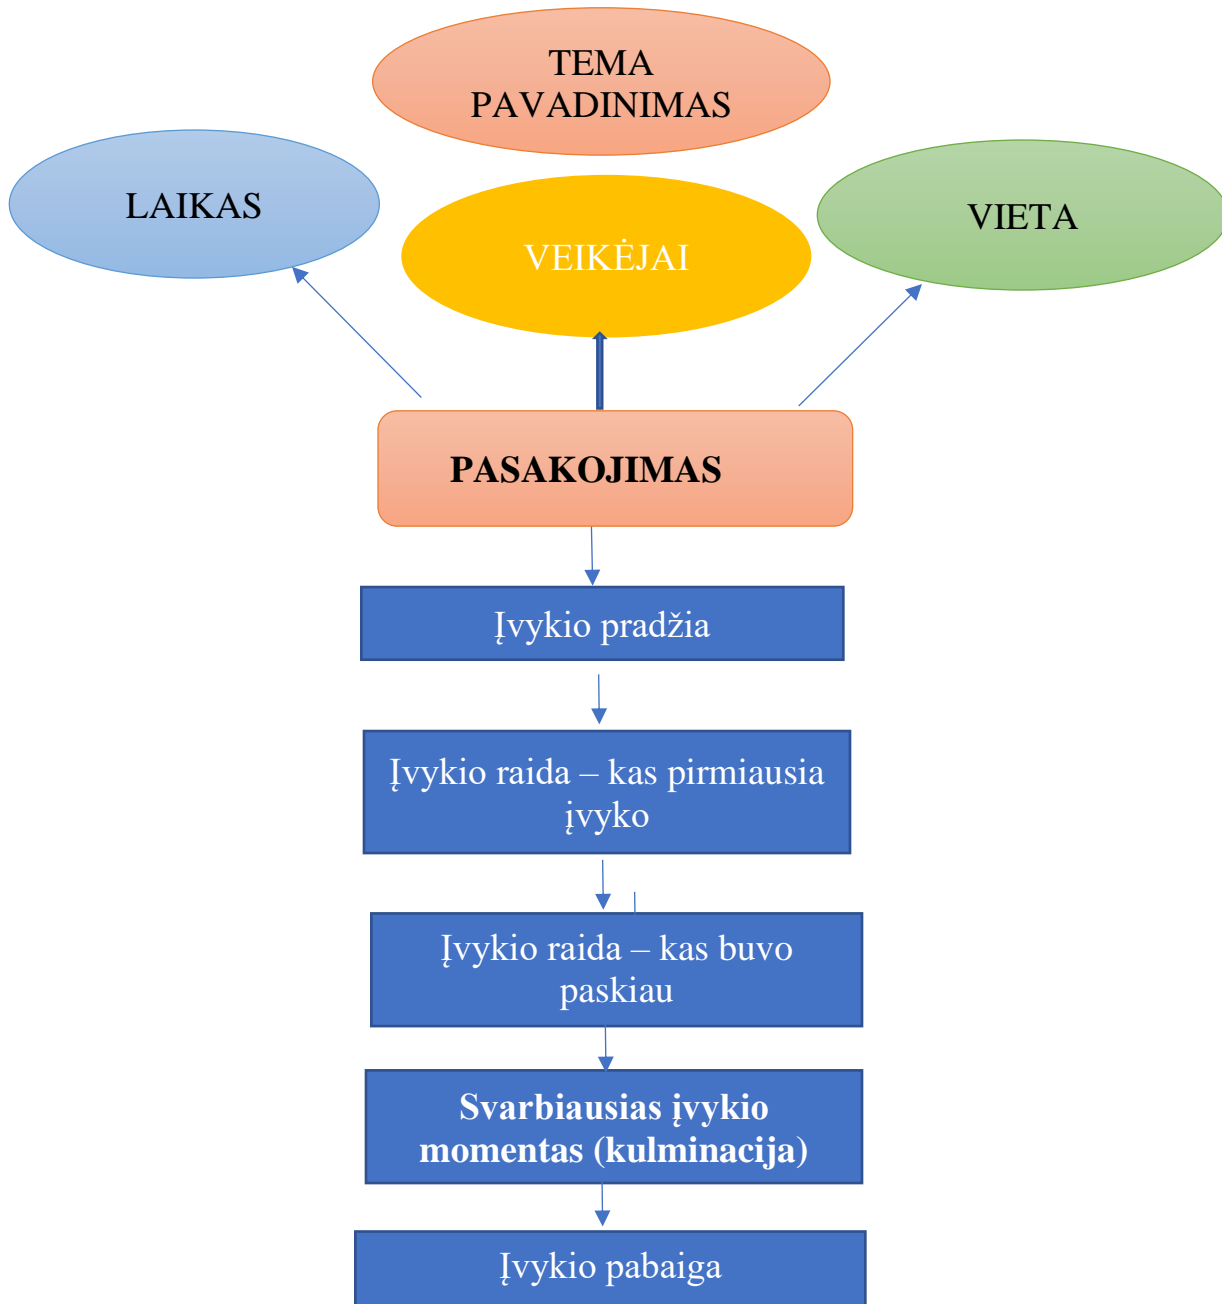 TEMA
PAVADINIMAS
LAIKAS
VEIKĖJAI
VIETA
PASAKOJIMAS
Įvykio pradžia
Įvykio raida – kas pirmiausia
įvyko
Įvykio raida – kas buvo
paskiau
Svarbiausias įvykio
momentas (kulminacija)
Įvykio pabaiga